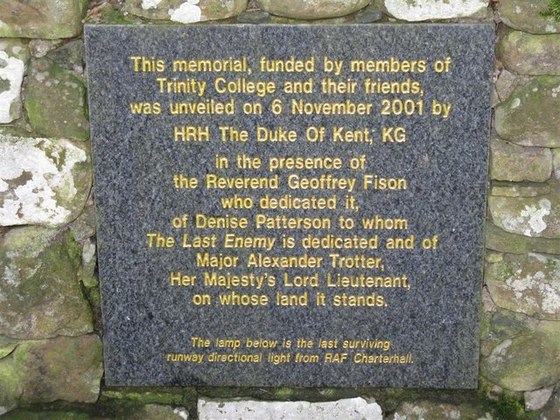 This memorial, funded by members of
Trinity College and their friends,
was unveiled on 6 November 2001 by
HRH The Duke Of Kent, KG
in the presence of
the Reverend Geoffrey Fison
who dedicated it,
of Denise Patterson to whom
The Last Enemy is dedicated and of
Major Alexander Trotter,
Her Majesty's Lord Lieutenant,
on whose land it stands.
The lamp below is the last surviving
runway directional light from RAF Charterhall.